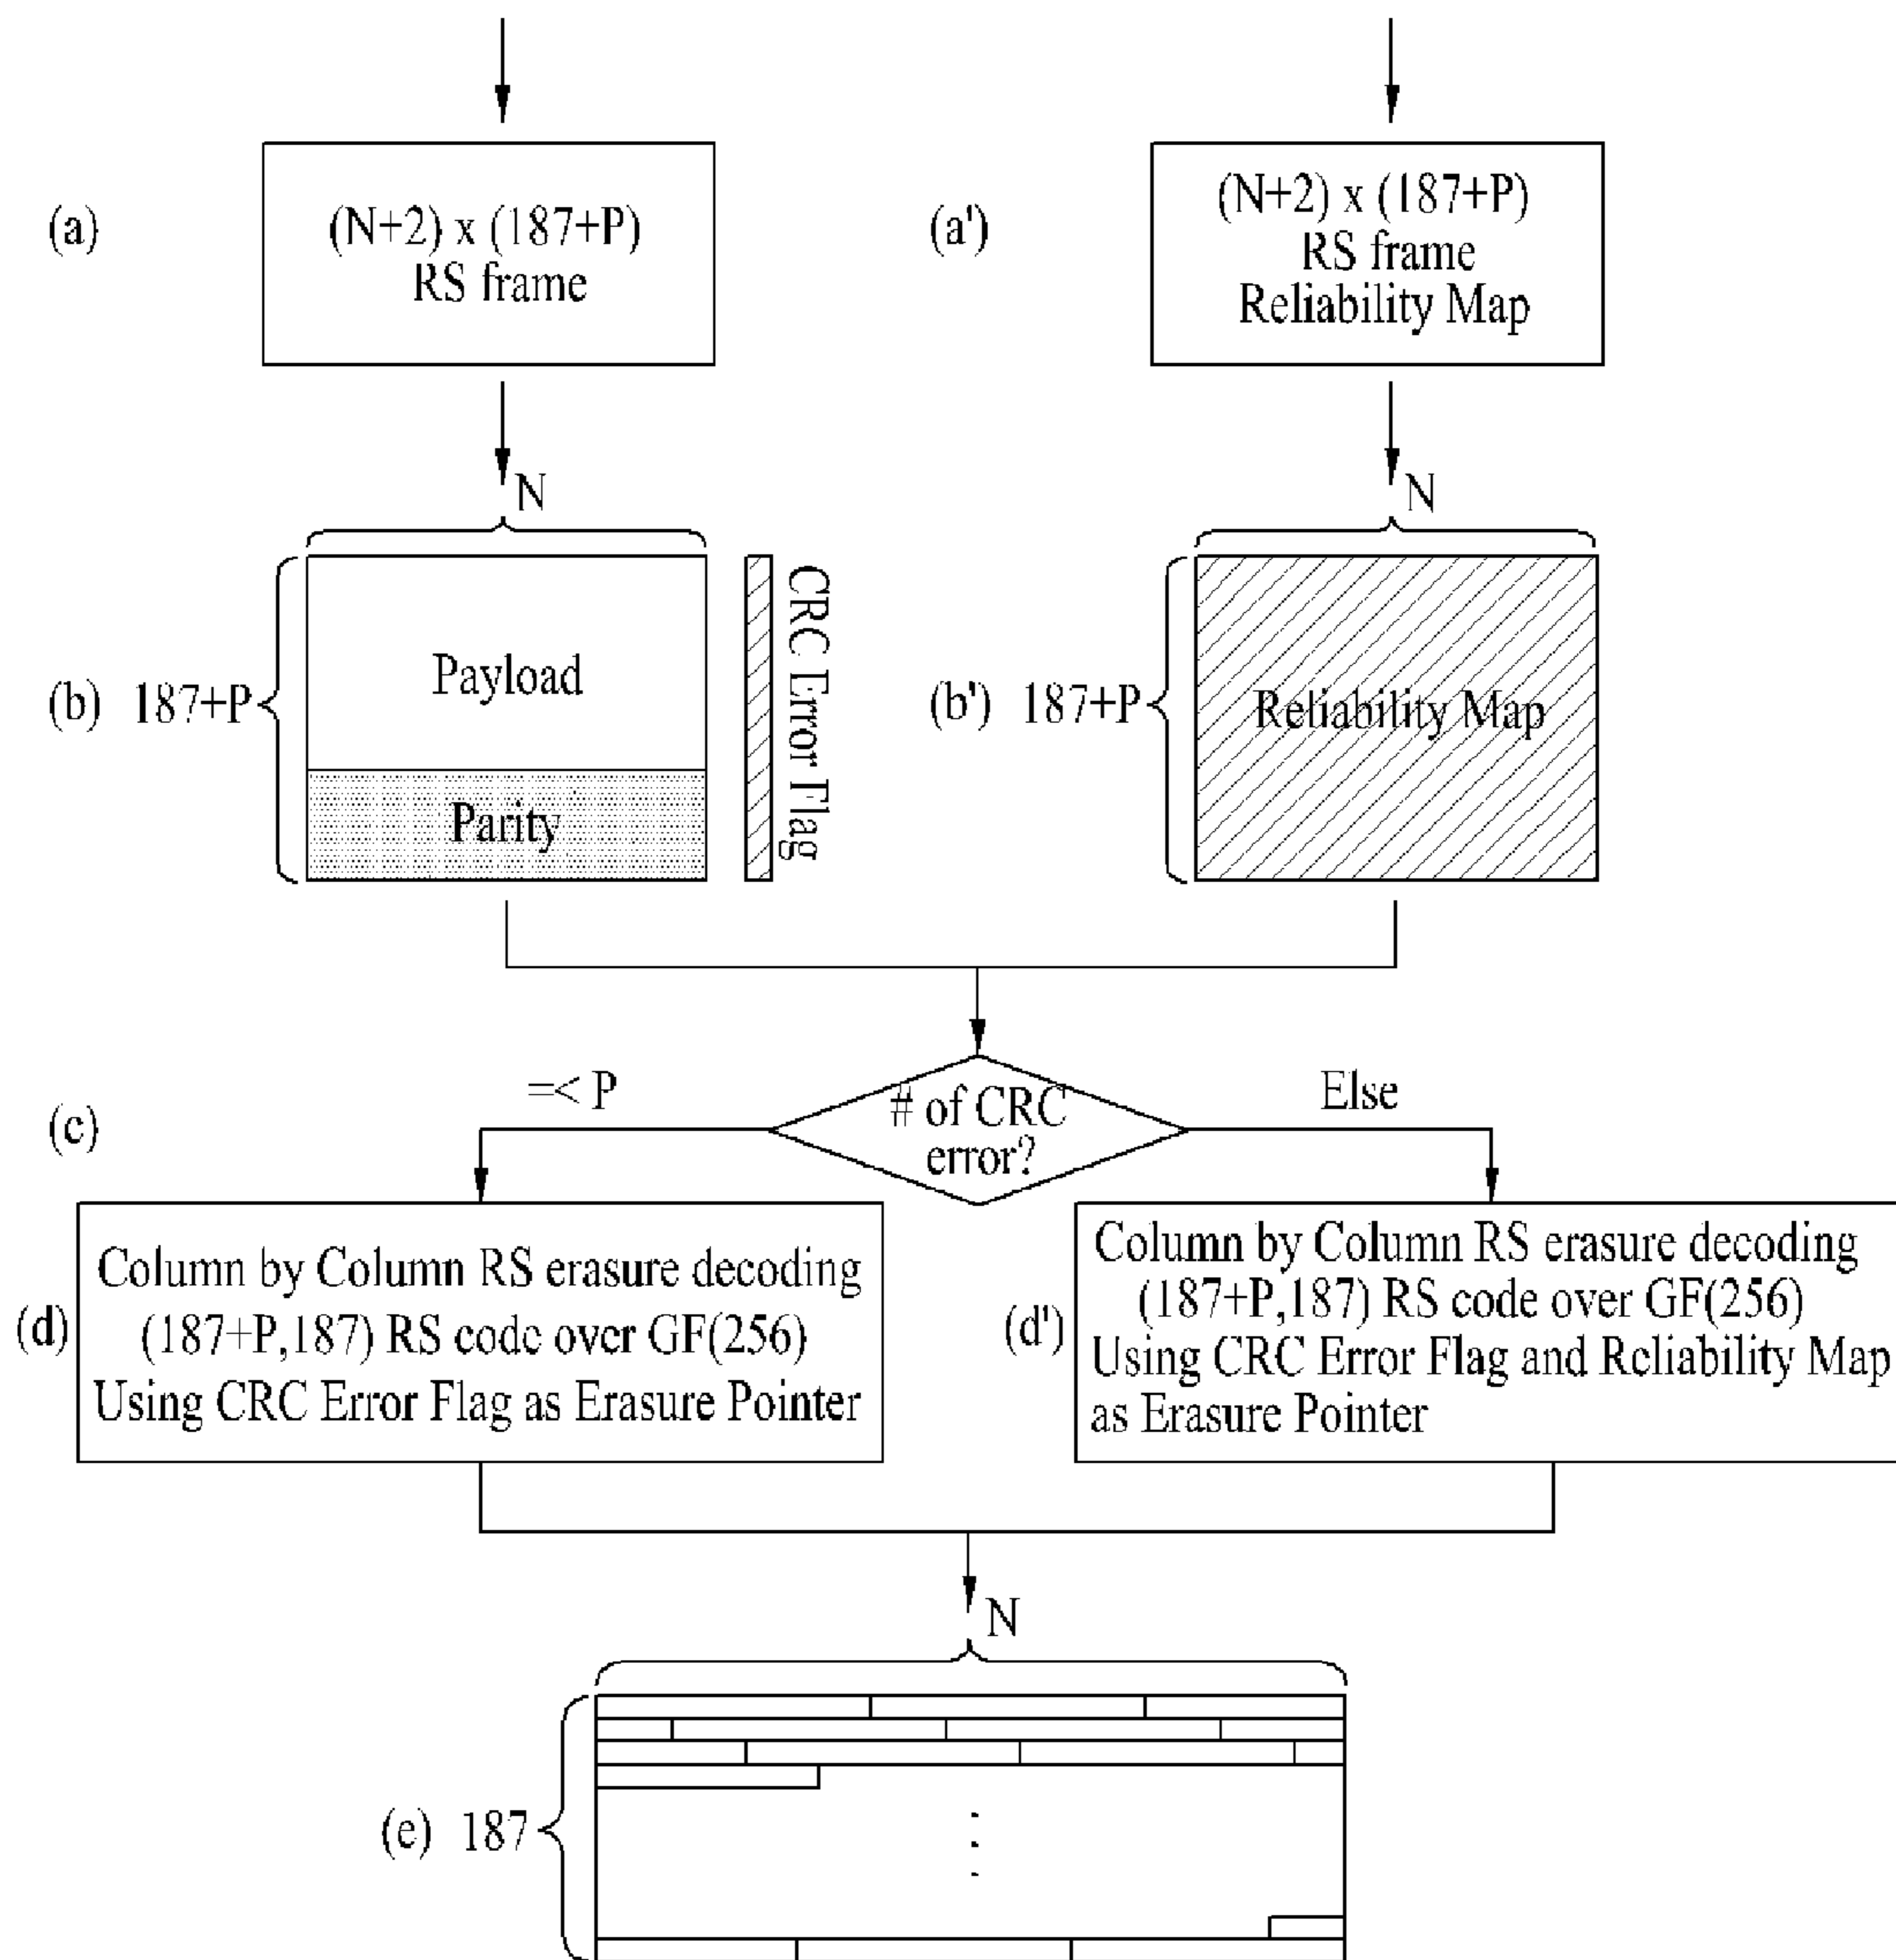 (a)
(N+2) x (187+P)
RS frame
(a')
(N+2) x (187+P)
RS frame
Reliability Map
N
N
(b)
187+P
Payload
Parity
CRC Error Flag
(b')
187+P
Reliability Map
(c)
=< P
# of CRC
error?
Else
(d)
Column by Column RS erasure decoding
(187+P,187) RS code over GF(256)
Using CRC Error Flag as Erasure Pointer
(d')
Column by Column RS erasure decoding
(187+P,187) RS code over GF(256)
Using CRC Error Flag and Reliability Map
as Erasure Pointer
N
(e)
187